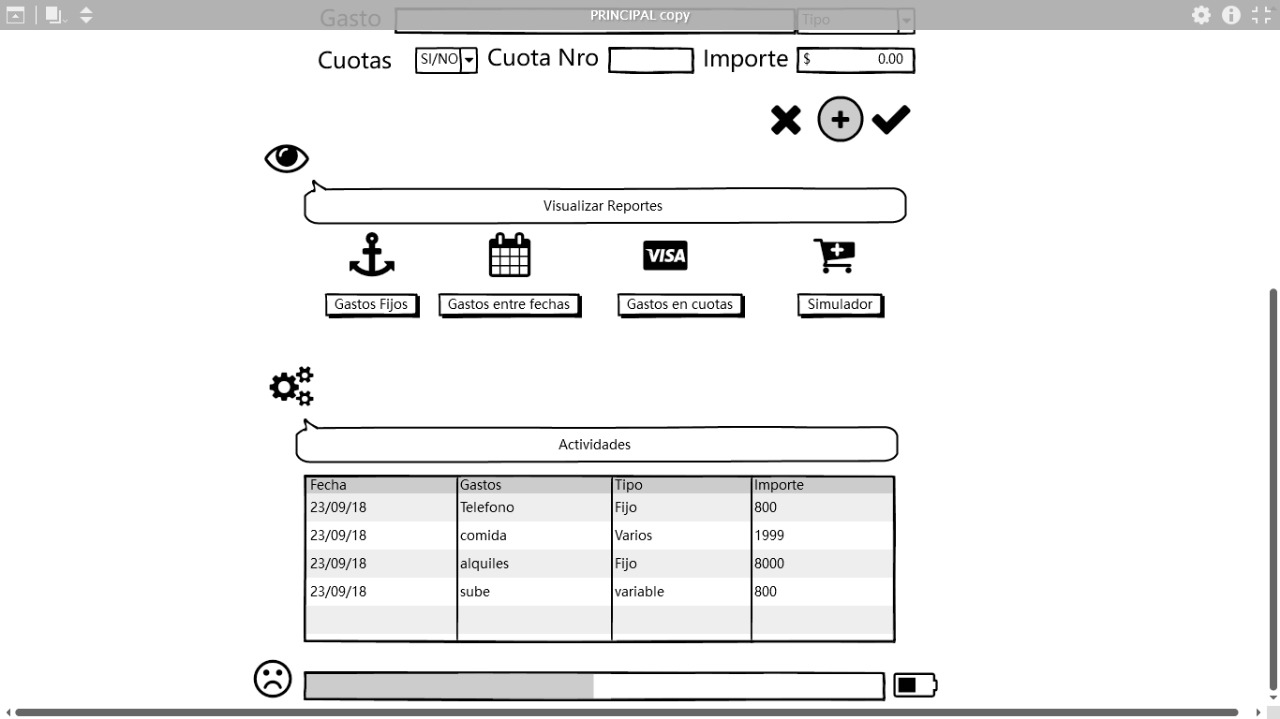 PRINCIPAL copy
Gasto Tipo
Cuotas SI/NO Cuota Nro Importe $ 0.00
Visualizar Reportes
VISA
Gastos Fijos Gastos entre fechas Gastos en cuotas Simulador
Actividades
Fecha Gastos Tipo Importe
23/09/18 Telefono Fijo 800
23/09/18 comida Varios 1999
23/09/18 alquiles Fijo 8000
23/09/18 sube variable 800